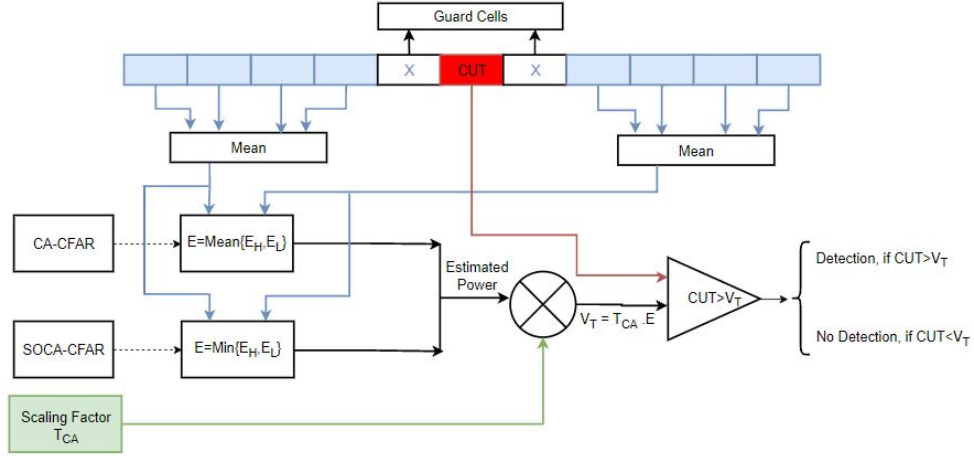 Guard Cells
X
CUT
X
Mean
Mean
CA-CFAR
E=Mean{E_H,E_L}
Estimated
Power
CUT>V_T
Detection, if CUT>V_T
V_T = T_CA .E
SOCA-CFAR
E=Min{E_H,E_L}
No Detection, if CUT<V_T
Scaling Factor
T_CA